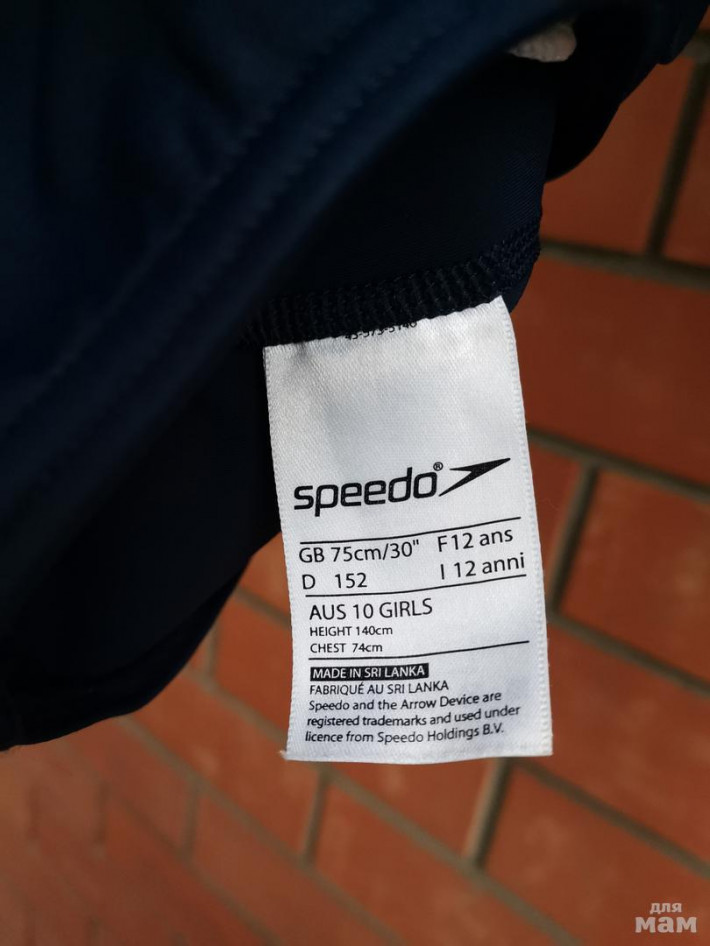 speedo®
GB 75cm/30" F 12 ans
D 152 I 12 anni
AUS 10 GIRLS
HEIGHT 140cm
CHEST 74cm
MADE IN SRI LANKA
FABRIQUÉ AU SRI LANKA
Speedo and the Arrow Device are
registered trademarks and used under
licence from Speedo Holdings B.V.
для
мам